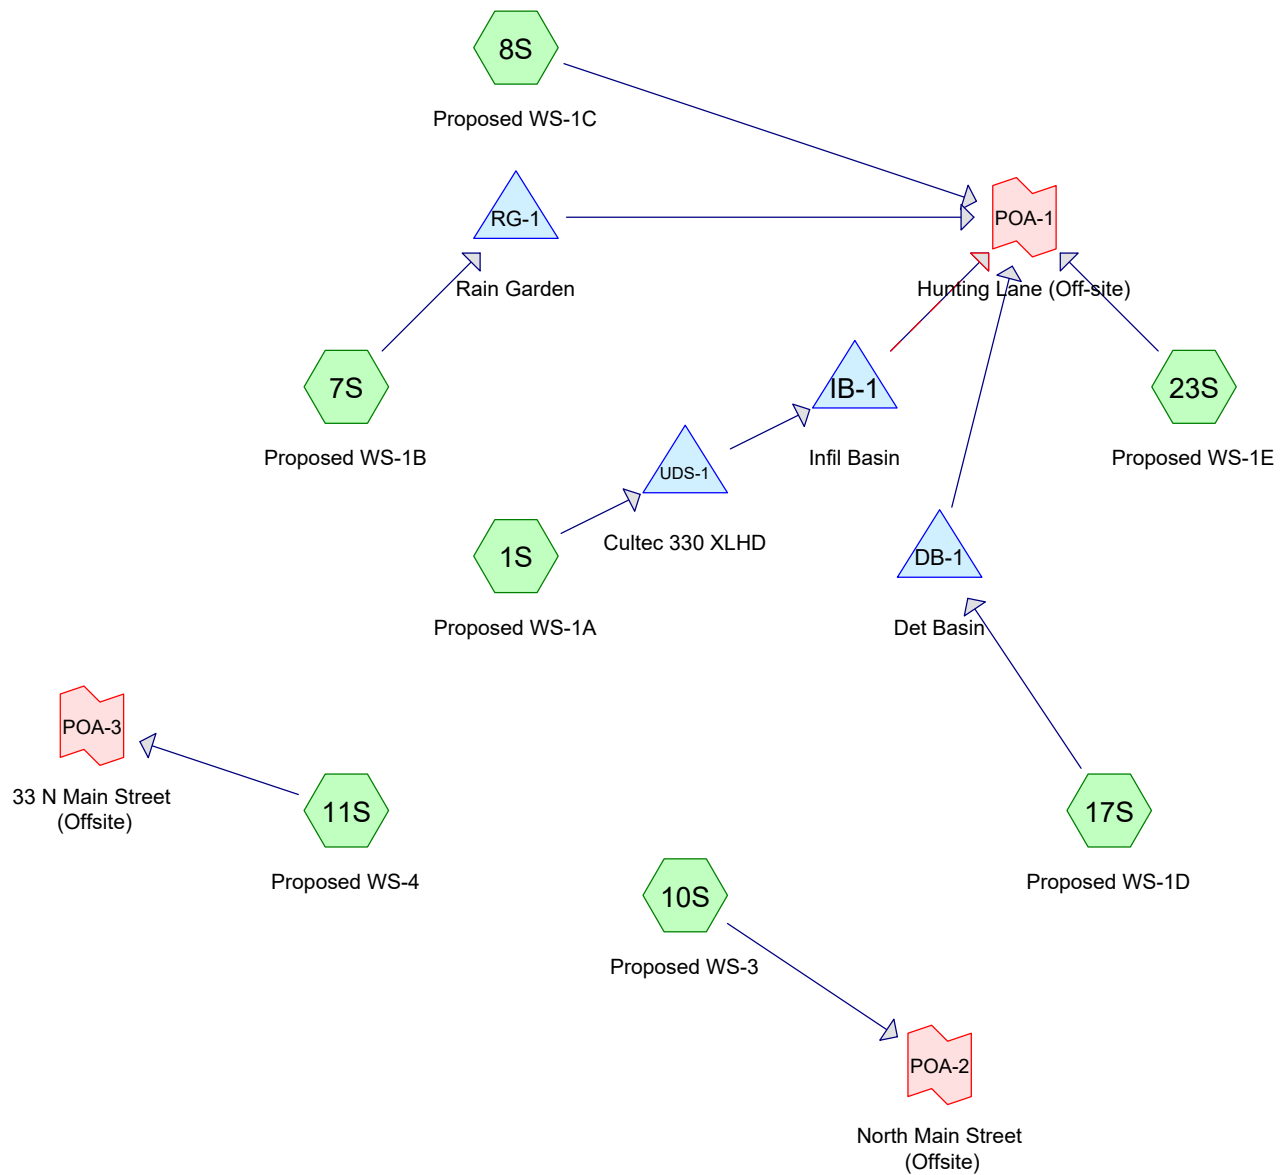 8S
Proposed WS-1C
RG-1
Rain Garden
POA-1
Hunting Lane (Off-site)
7S
Proposed WS-1B
IB-1
Infil Basin
23S
Proposed WS-1E
UDS-1
Cultec 330 XLHD
1S
Proposed WS-1A
DB-1
Det Basin
POA-3
33 N Main Street
(Offsite)
11S
Proposed WS-4
17S
Proposed WS-1D
10S
Proposed WS-3
POA-2
North Main Street
(Offsite)